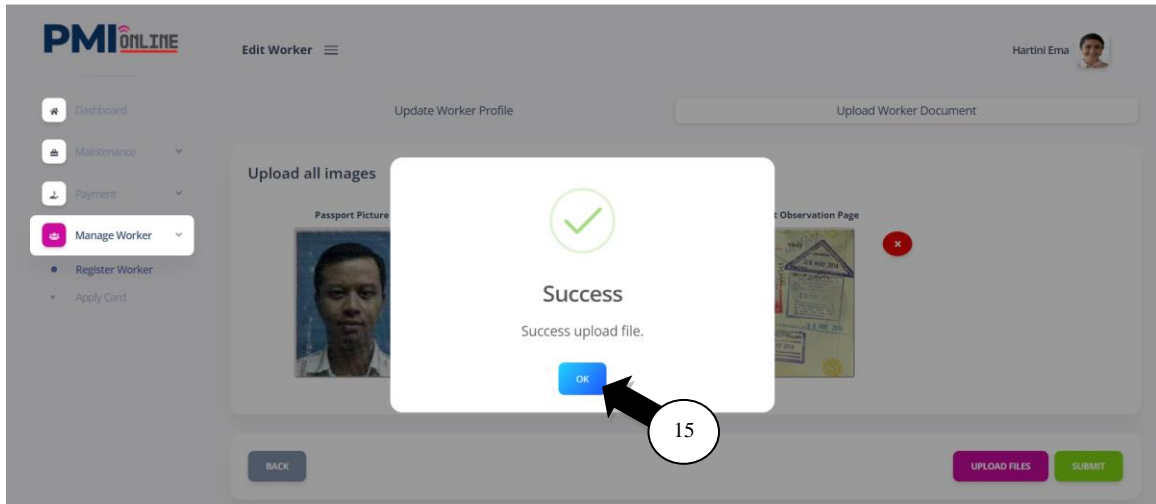 PMI ONLINE
Edit Worker
Hartini Ema
Dashboard
Update Worker Profile
Upload Worker Document
Maintenance
Payment
Manage Worker
Register Worker
Apply Card
Upload all images
Passport Picture
t Observation Page
Success
Success upload file.
OK
15
BACK
UPLOAD FILES
SUBMIT